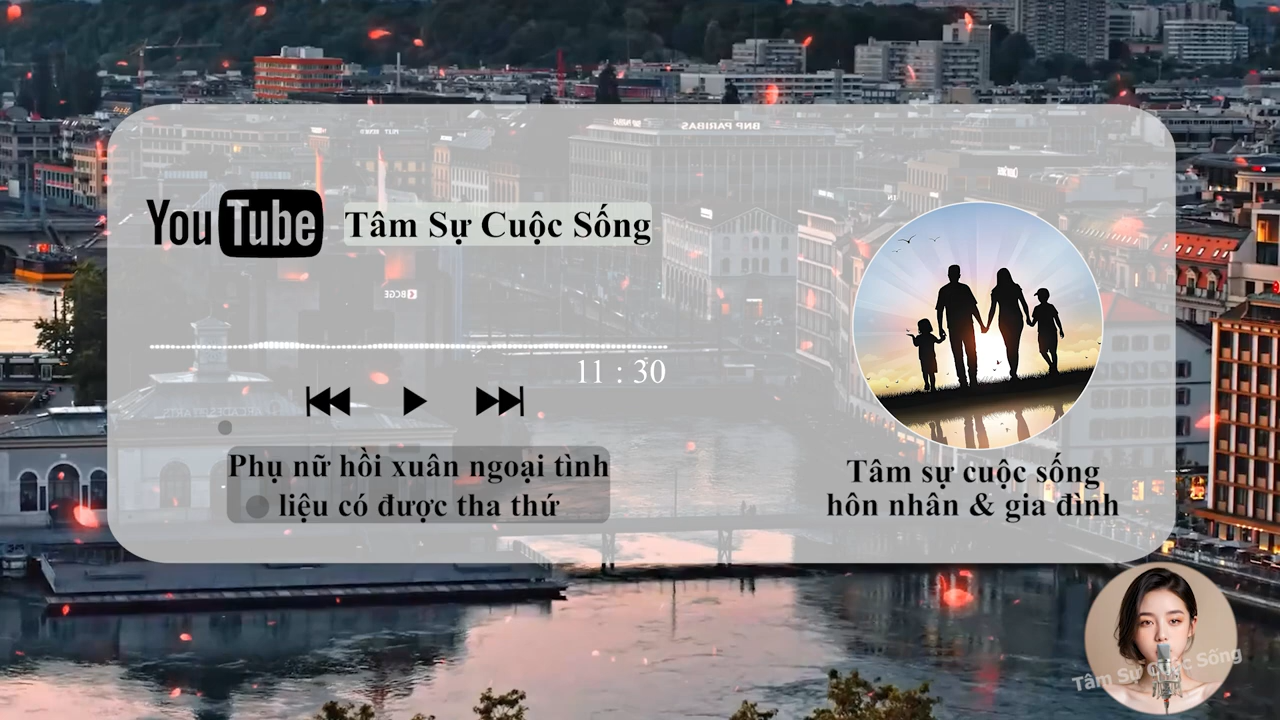 BNP PARIBAS
YouTube
Tâm Sự Cuộc Sống
BCGE
11 : 30
Phụ nữ hồi xuân ngoại tình
liệu có được tha thứ
Tâm sự cuộc sống
hôn nhân & gia đình
Tâm Sự Cuộc Sống